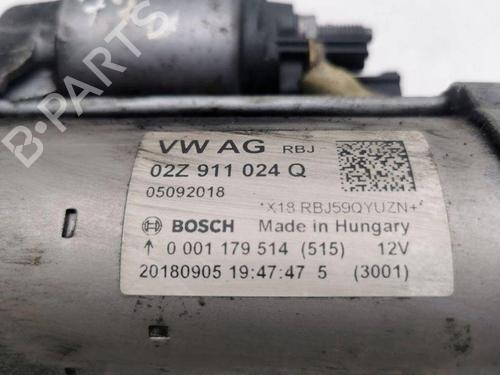 VW AG RBJ
02Z 911 024 Q
05092018
*X18 RBJ59QYUZN+*
BOSCH Made in Hungary
↑ 0 001 179 514 (515) 12V
20180905 19:47:47 5 (3001)
B-PARTS